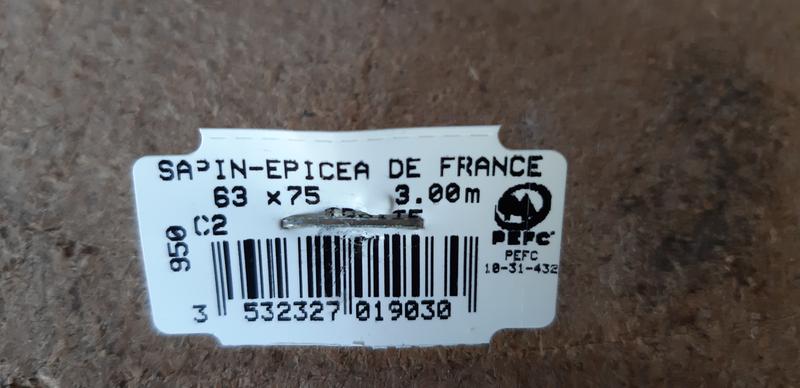 SAPIN-EPICEA DE FRANCE
63 x75 3.00m
C2
950
PEFC
PEFC
10-31-432
3 532327 019030